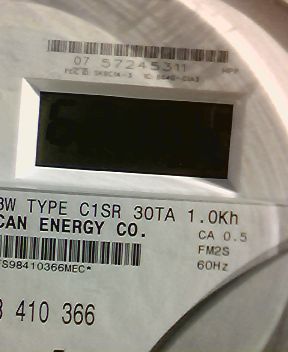 07 57245311
3W TYPE C1SR 30TA 1.0Kh
CAN ENERGY CO. CA 0.5
FM2S
*S98410366MEC* 60Hz
8 410 366